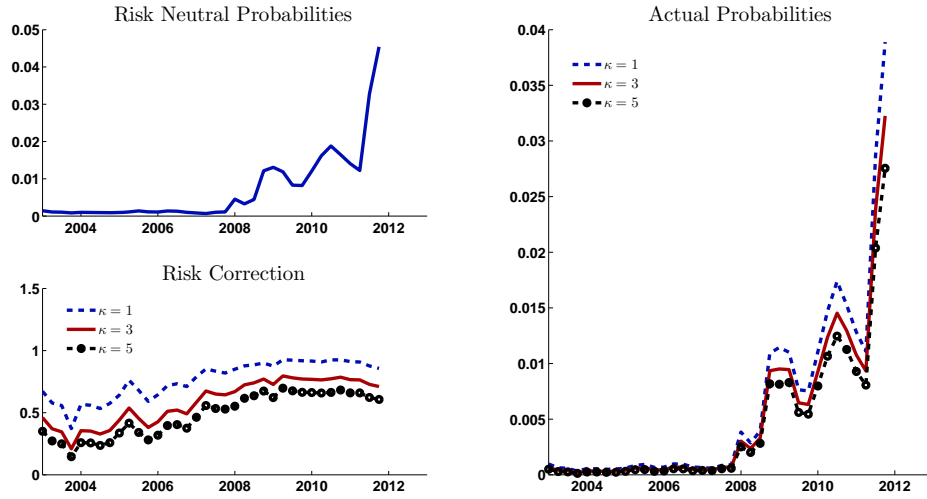 Risk Neutral Probabilities
0.05
0.04
0.03
0.02
0.01
0
2004 2006 2008 2010 2012
Risk Correction
1.5
1
0.5
0
κ = 1
κ = 3
κ = 5
2004 2006 2008 2010 2012
Actual Probabilities
0.04
0.035
0.03
0.025
0.02
0.015
0.01
0.005
0
κ = 1
κ = 3
κ = 5
2004 2006 2008 2010 2012